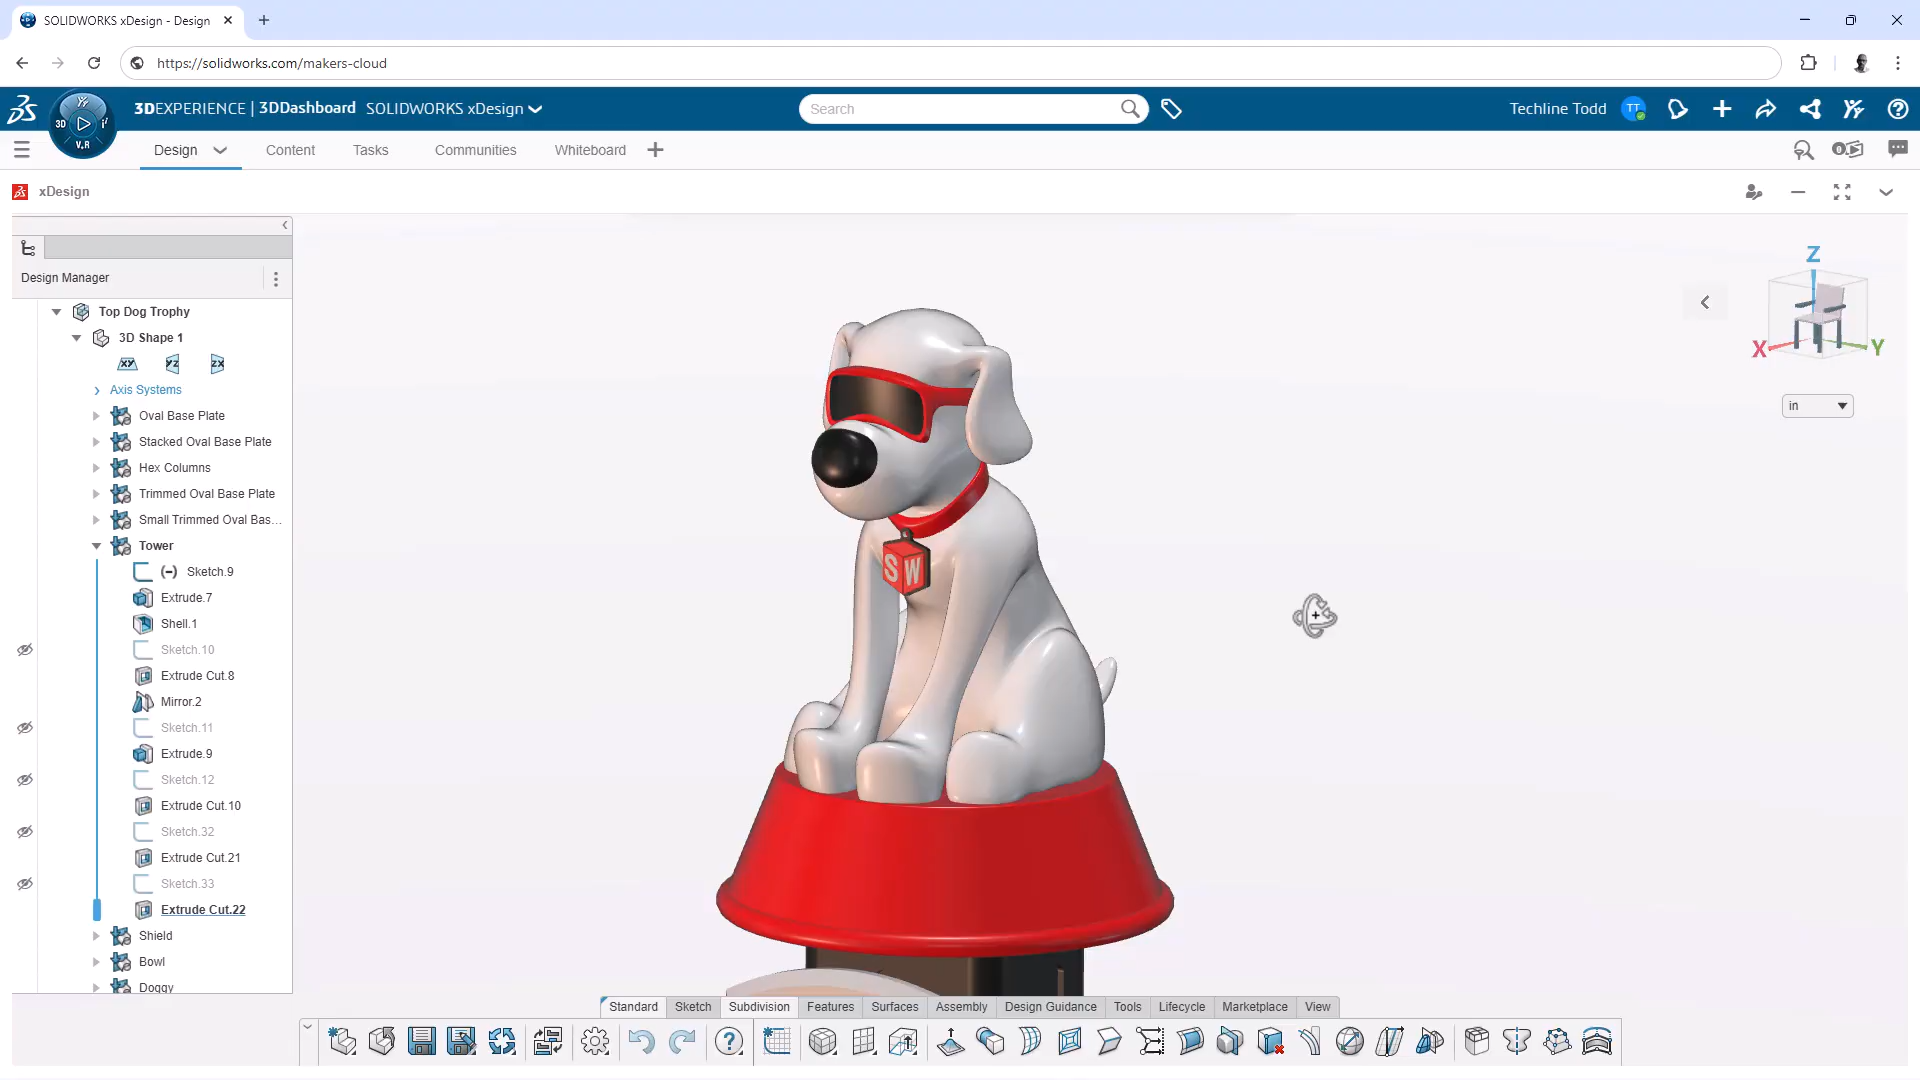 SOLIDWORKS xDesign - Design
https://solidworks.com/makers-cloud
3D
V.R
3DEXPERIENCE | 3DDashboard SOLIDWORKS xDesign
Search
Techline Todd
TT
Design
Content
Tasks
Communities
Whiteboard
0
xDesign
Design Manager
Top Dog Trophy
3D Shape 1
XY YZ ZX
Axis Systems
Oval Base Plate
Stacked Oval Base Plate
Hex Columns
Trimmed Oval Base Plate
Small Trimmed Oval Bas...
Tower
(-) Sketch.9
Extrude.7
Shell.1
Sketch.10
Extrude Cut.8
Mirror.2
Sketch.11
Extrude.9
Sketch.12
Extrude Cut.10
Sketch.32
Extrude Cut.21
Sketch.33
Extrude Cut.22
Shield
Bowl
Doggy
SW
Z
X
Y
in
Standard
Sketch
Subdivision
Features
Surfaces
Assembly
Design Guidance
Tools
Lifecycle
Marketplace
View